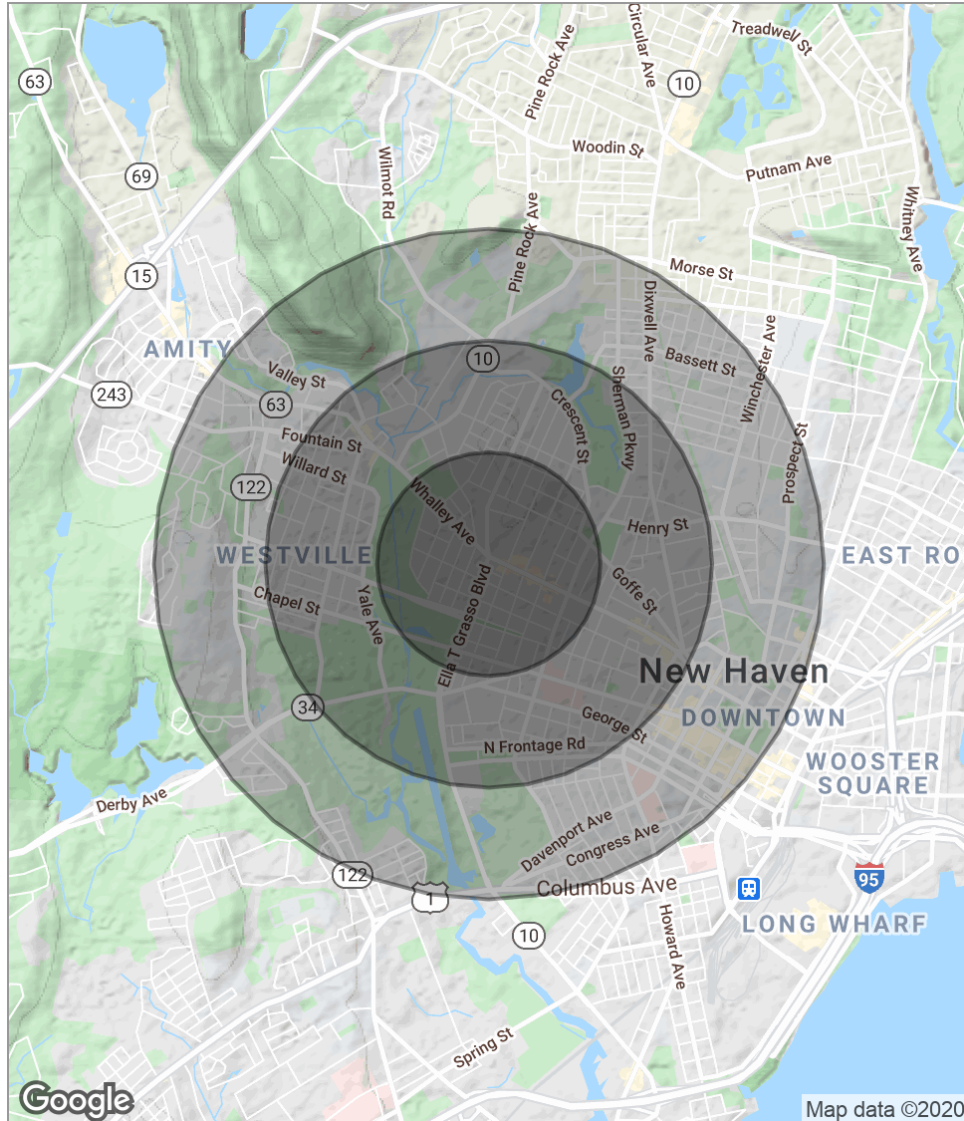 Circular Ave
Treadwell St
Pine Rock Ave
63
10
Woodin St
Wilmot Rd
Putnam Ave
69
Whitney Ave
Pine Rock Ave
15
Morse St
Dixwell Ave
AMITY
Winchester Ave
Bassett St
10
Valley St
Sherman Pkwy
243
63
Crescent St
Fountain St
Prospect St
Willard St
122
Whalley Ave
Henry St
WESTVILLE
EAST RO
Goffe St
Chapel St
Yale Ave
Ella T Grasso Blvd
New Haven
34
DOWNTOWN
George St
N Frontage Rd
WOOSTER
SQUARE
Derby Ave
Davenport Ave
Congress Ave
122
95
Columbus Ave
1
LONG WHARF
10
Howard Ave
Spring St
Google
Map data ©2020